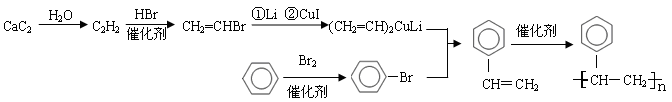 CaC₂ H₂O C₂H₂ HBr 催化剂 CH₂=CHBr ①Li ②CuI (CH₂=CH)₂CuLi
Br₂ 催化剂 Br
CH=CH₂ 催化剂 [CH-CH₂]n